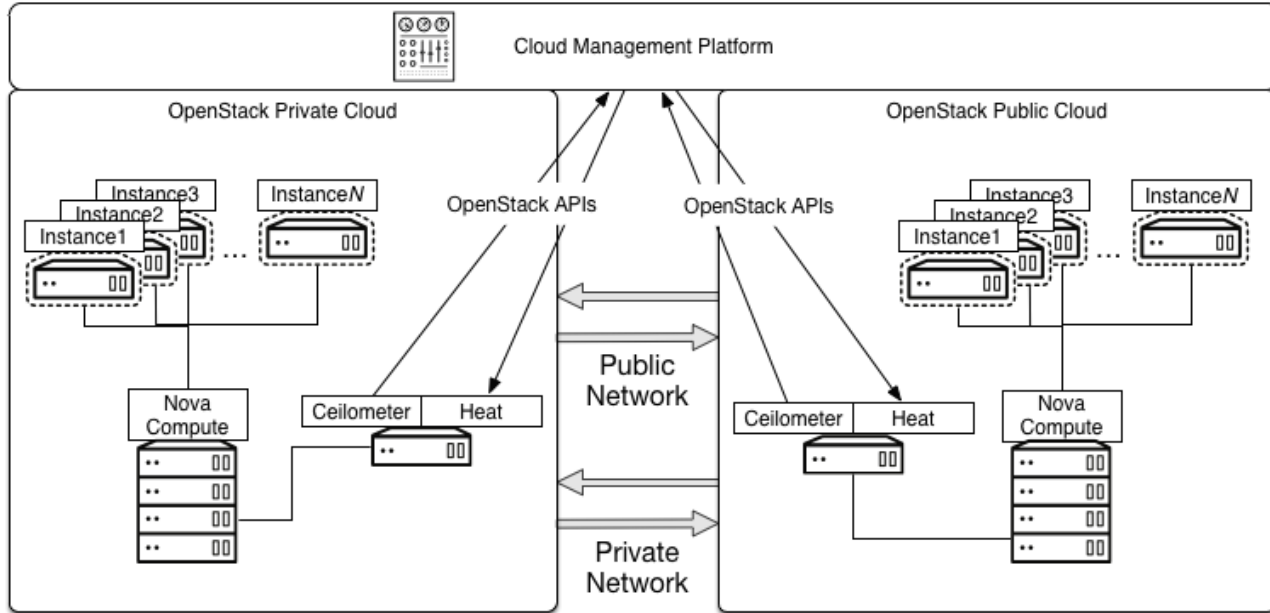 Cloud Management Platform
OpenStack Private Cloud
OpenStack Public Cloud
Instance3
Instance2
Instance1
InstanceN
...
OpenStack APIs
OpenStack APIs
Instance3
Instance2
Instance1
InstanceN
...
Public
Network
Nova
Compute
Ceilometer
Heat
Ceilometer
Heat
Nova
Compute
Private
Network